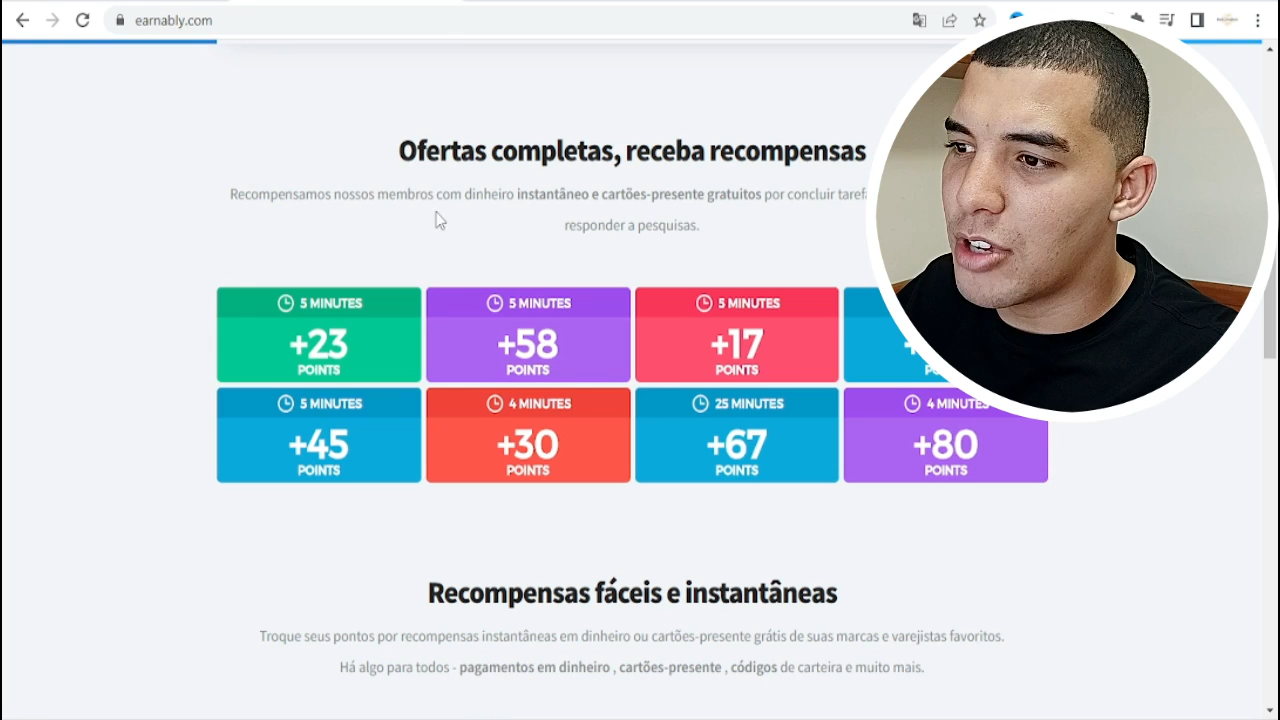 earnably.com
Ofertas completas, receba recompensas
Recompensamos nossos membros com dinheiro instantâneo e cartões-presente gratuitos por concluir
responder a pesquisas.
5 MINUTES
+23
POINTS
5 MINUTES
+58
POINTS
5 MINUTES
+17
POINTS
5 MINUTES
+45
POINTS
4 MINUTES
+30
POINTS
25 MINUTES
+67
POINTS
4 MINUTES
+80
POINTS
Recompensas fáceis e instantâneas
Troque seus pontos por recompensas instantâneas em dinheiro ou cartões-presente grátis de suas marcas e varejistas favoritos.
Há algo para todos - pagamentos em dinheiro , cartões-presente , códigos de carteira e muito mais.